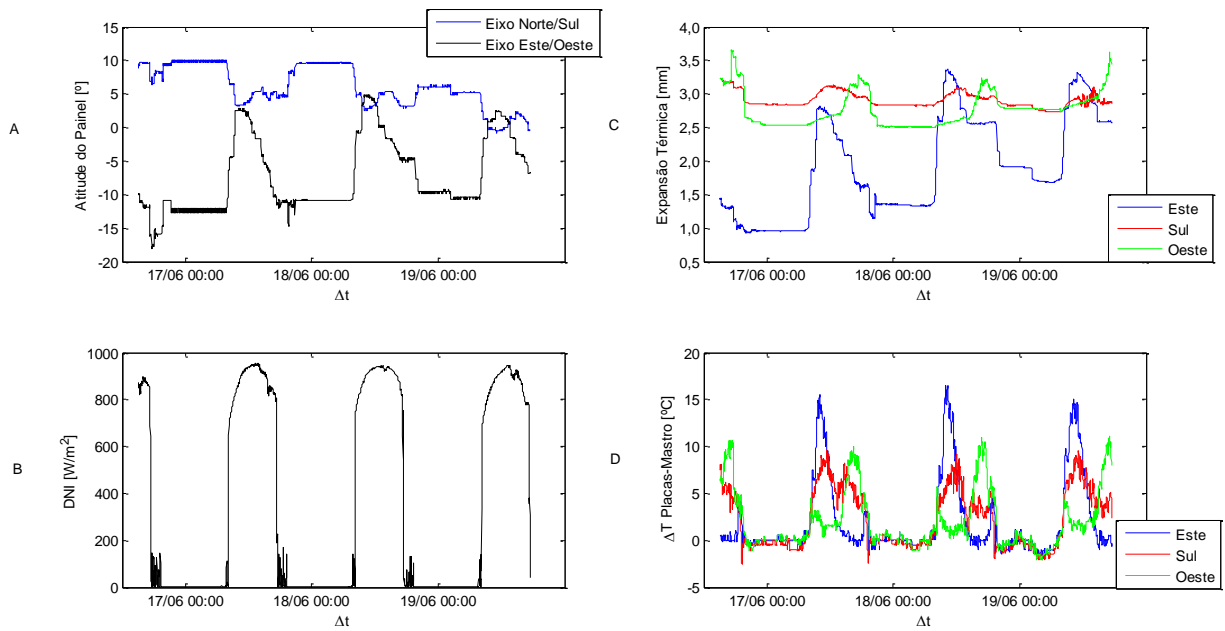 A
Atitude do Painel [º]
15
10
5
0
-5
-10
-15
-20
17/06 00:00 18/06 00:00 19/06 00:00
Δt
Eixo Norte/Sul
Eixo Este/Oeste
C
Expansão Térmica [mm]
4,0
3,5
3,0
2,5
2,0
1,5
1,0
0,5
17/06 00:00 18/06 00:00 19/06 00:00
Δt
Este
Sul
Oeste
B
DNI [W/m²]
1000
800
600
400
200
0
17/06 00:00 18/06 00:00 19/06 00:00
Δt
D
Δ T Placas-Mastro [ºC]
20
15
10
5
0
-5
17/06 00:00 18/06 00:00 19/06 00:00
Δt
Este
Sul
Oeste